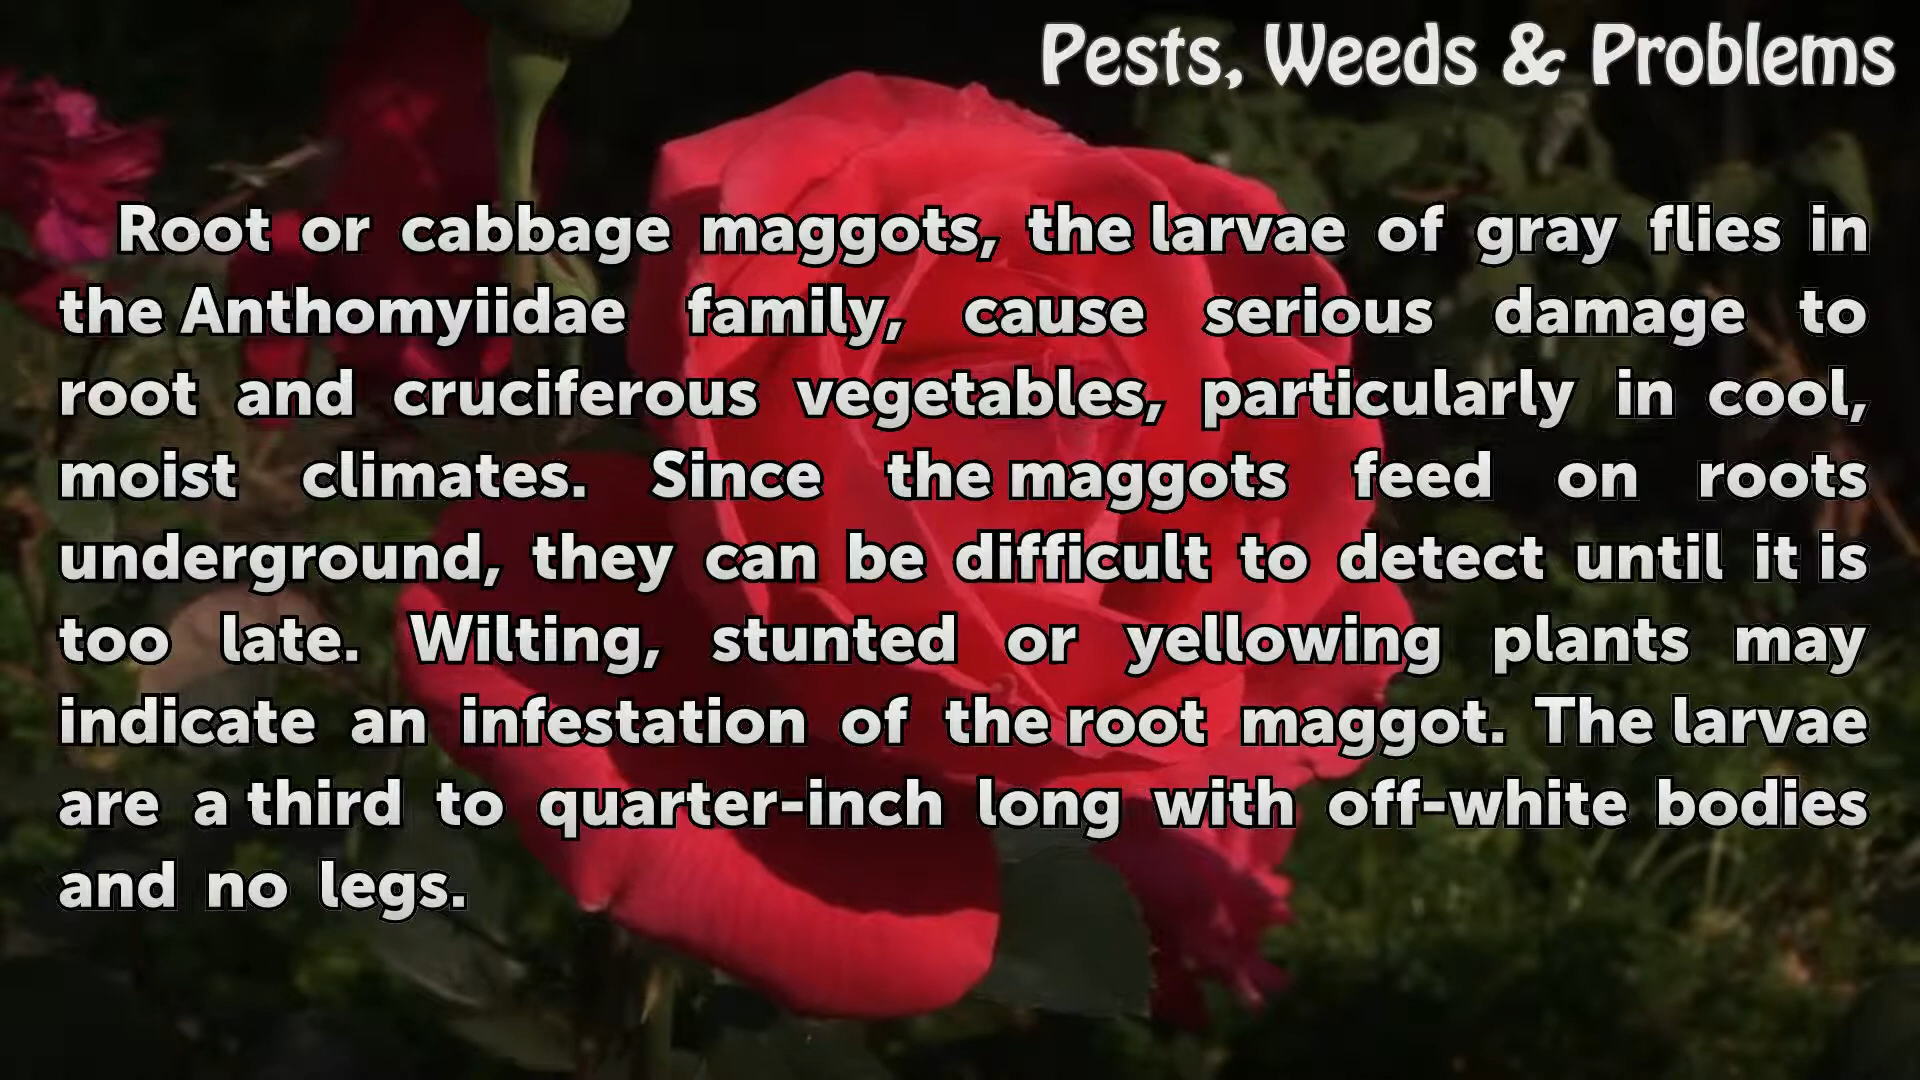 Pests, Weeds & Problems
Root or cabbage maggots, the larvae of gray flies in
the Anthomyiidae family, cause serious damage to
root and cruciferous vegetables, particularly in cool,
moist climates. Since the maggots feed on roots
underground, they can be difficult to detect until it is
too late. Wilting, stunted or yellowing plants may
indicate an infestation of the root maggot. The larvae
are a third to quarter-inch long with off-white bodies
and no legs.